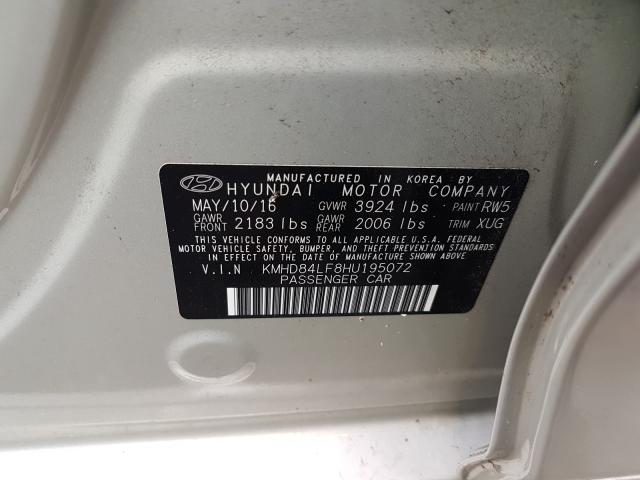 MANUFACTURED IN KOREA BY
HYUNDAI MOTOR COMPANY
MAY/10/16 GVWR 3924 lbs PAINT RW5
GAWR FRONT 2183 lbs GAWR REAR 2006 lbs TRIM XUG
THIS VEHICLE CONFORMS TO ALL APPLICABLE U.S.A. FEDERAL
MOTOR VEHICLE SAFETY, BUMPER, AND THEFT PREVENTION STANDARDS
IN EFFECT ON THE DATE OF MANUFACTURE SHOWN ABOVE.
V.I.N KMHD84LF8HU195072
PASSENGER CAR